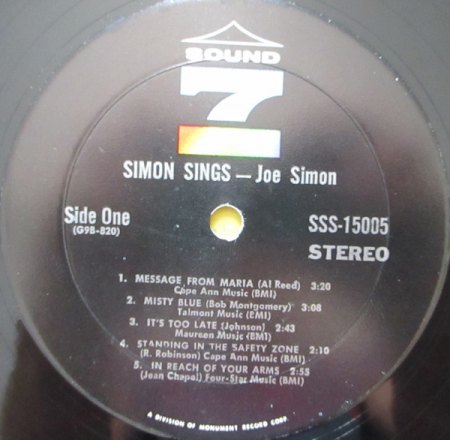 SOUND
7
SIMON SINGS — Joe Simon
Side One
(G9B-820)
SSS-15005
STEREO
1. MESSAGE FROM MARIA (Al Reed) 3:20
Cape Ann Music (BMI)
2. MISTY BLUE (Bob Montgomery) 3:08
Talmont Music (BMI)
3. IT'S TOO LATE (Johnson) 2:43
Maureen Music (BMI)
4. STANDING IN THE SAFETY ZONE 2:10
(R. Robinson) Cape Ann Music (BMI)
5. IN REACH OF YOUR ARMS 2:55
(Jean Chapal) Four-Star Music (BMI)
A DIVISION OF MONUMENT RECORD CORP.